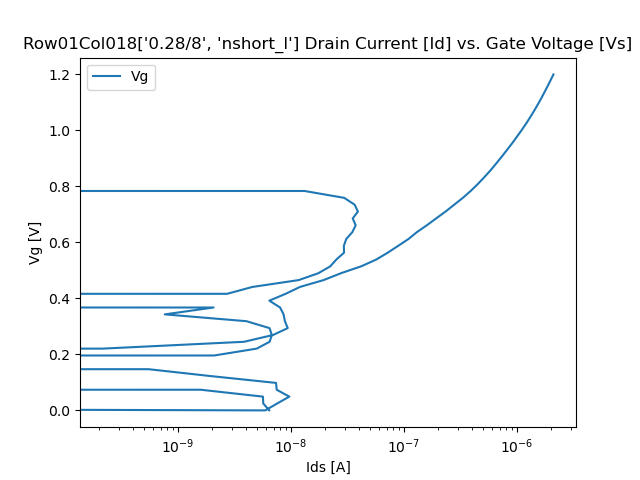 Row01Col018['0.28/8', 'nshort_l'] Drain Current [Id] vs. Gate Voltage [Vs]
Vg
1.2
1.0
0.8
0.6
0.4
0.2
0.0
Vg [V]
10⁻⁹ 10⁻⁸ 10⁻⁷ 10⁻⁶
Ids [A]